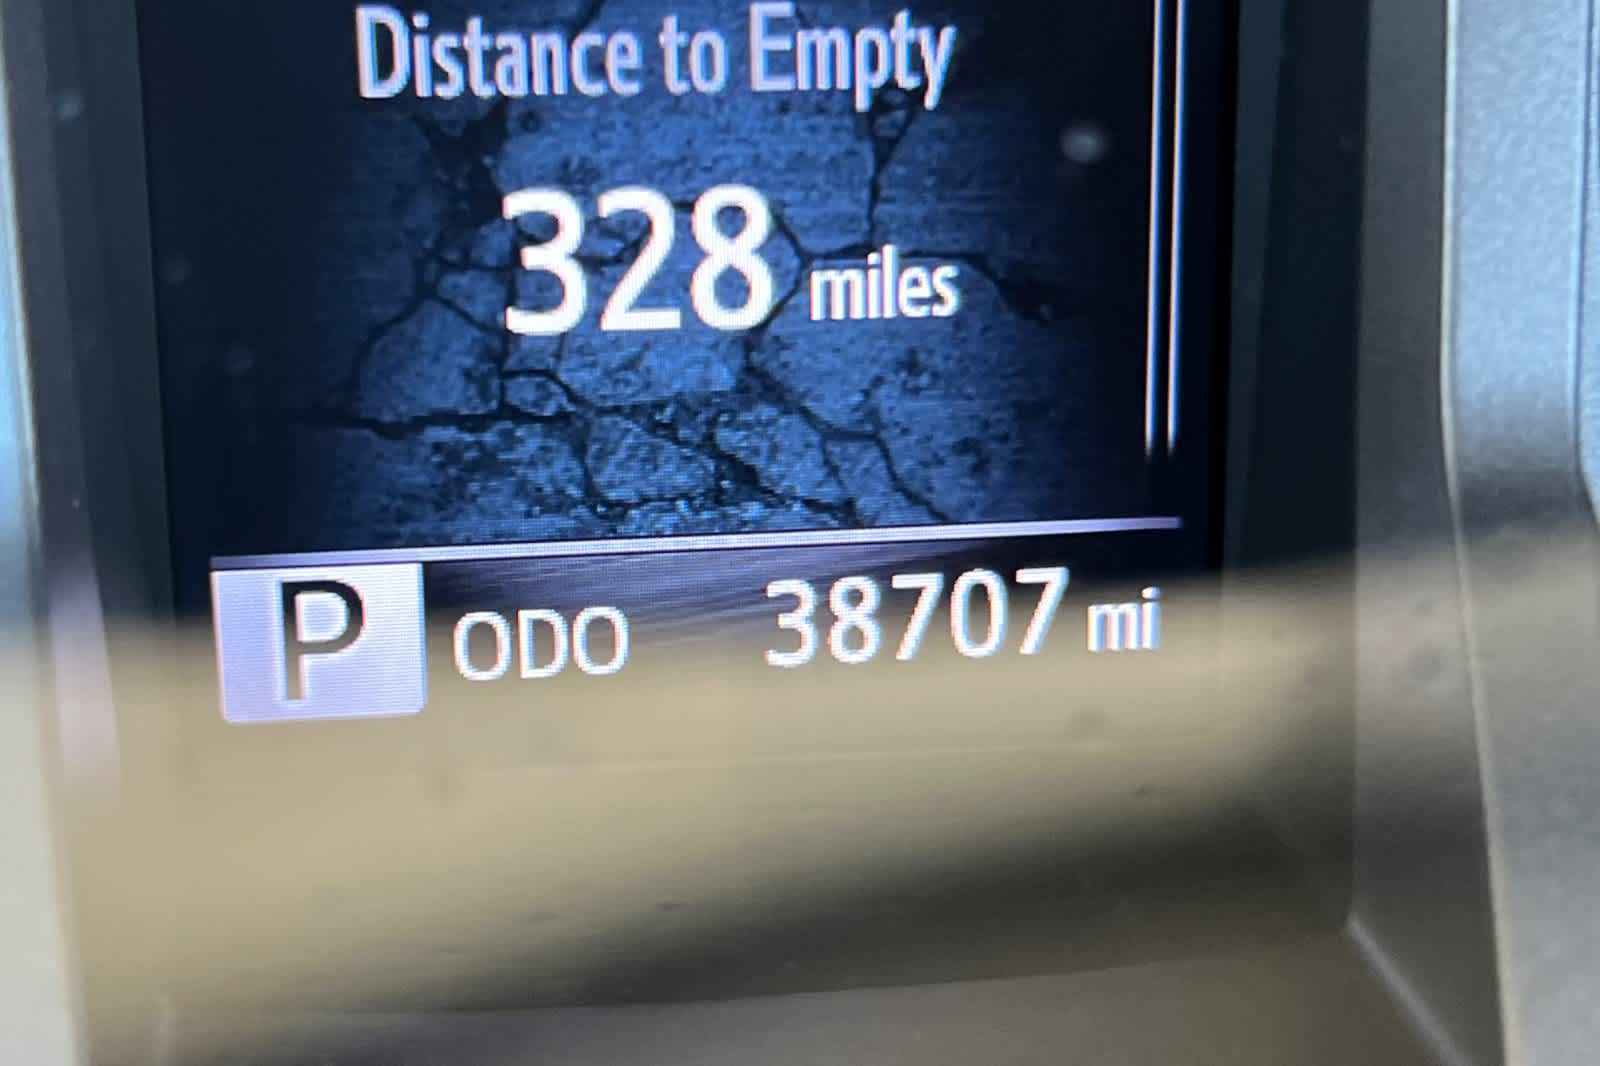 Distance to Empty
328 miles
P ODO 38707 mi